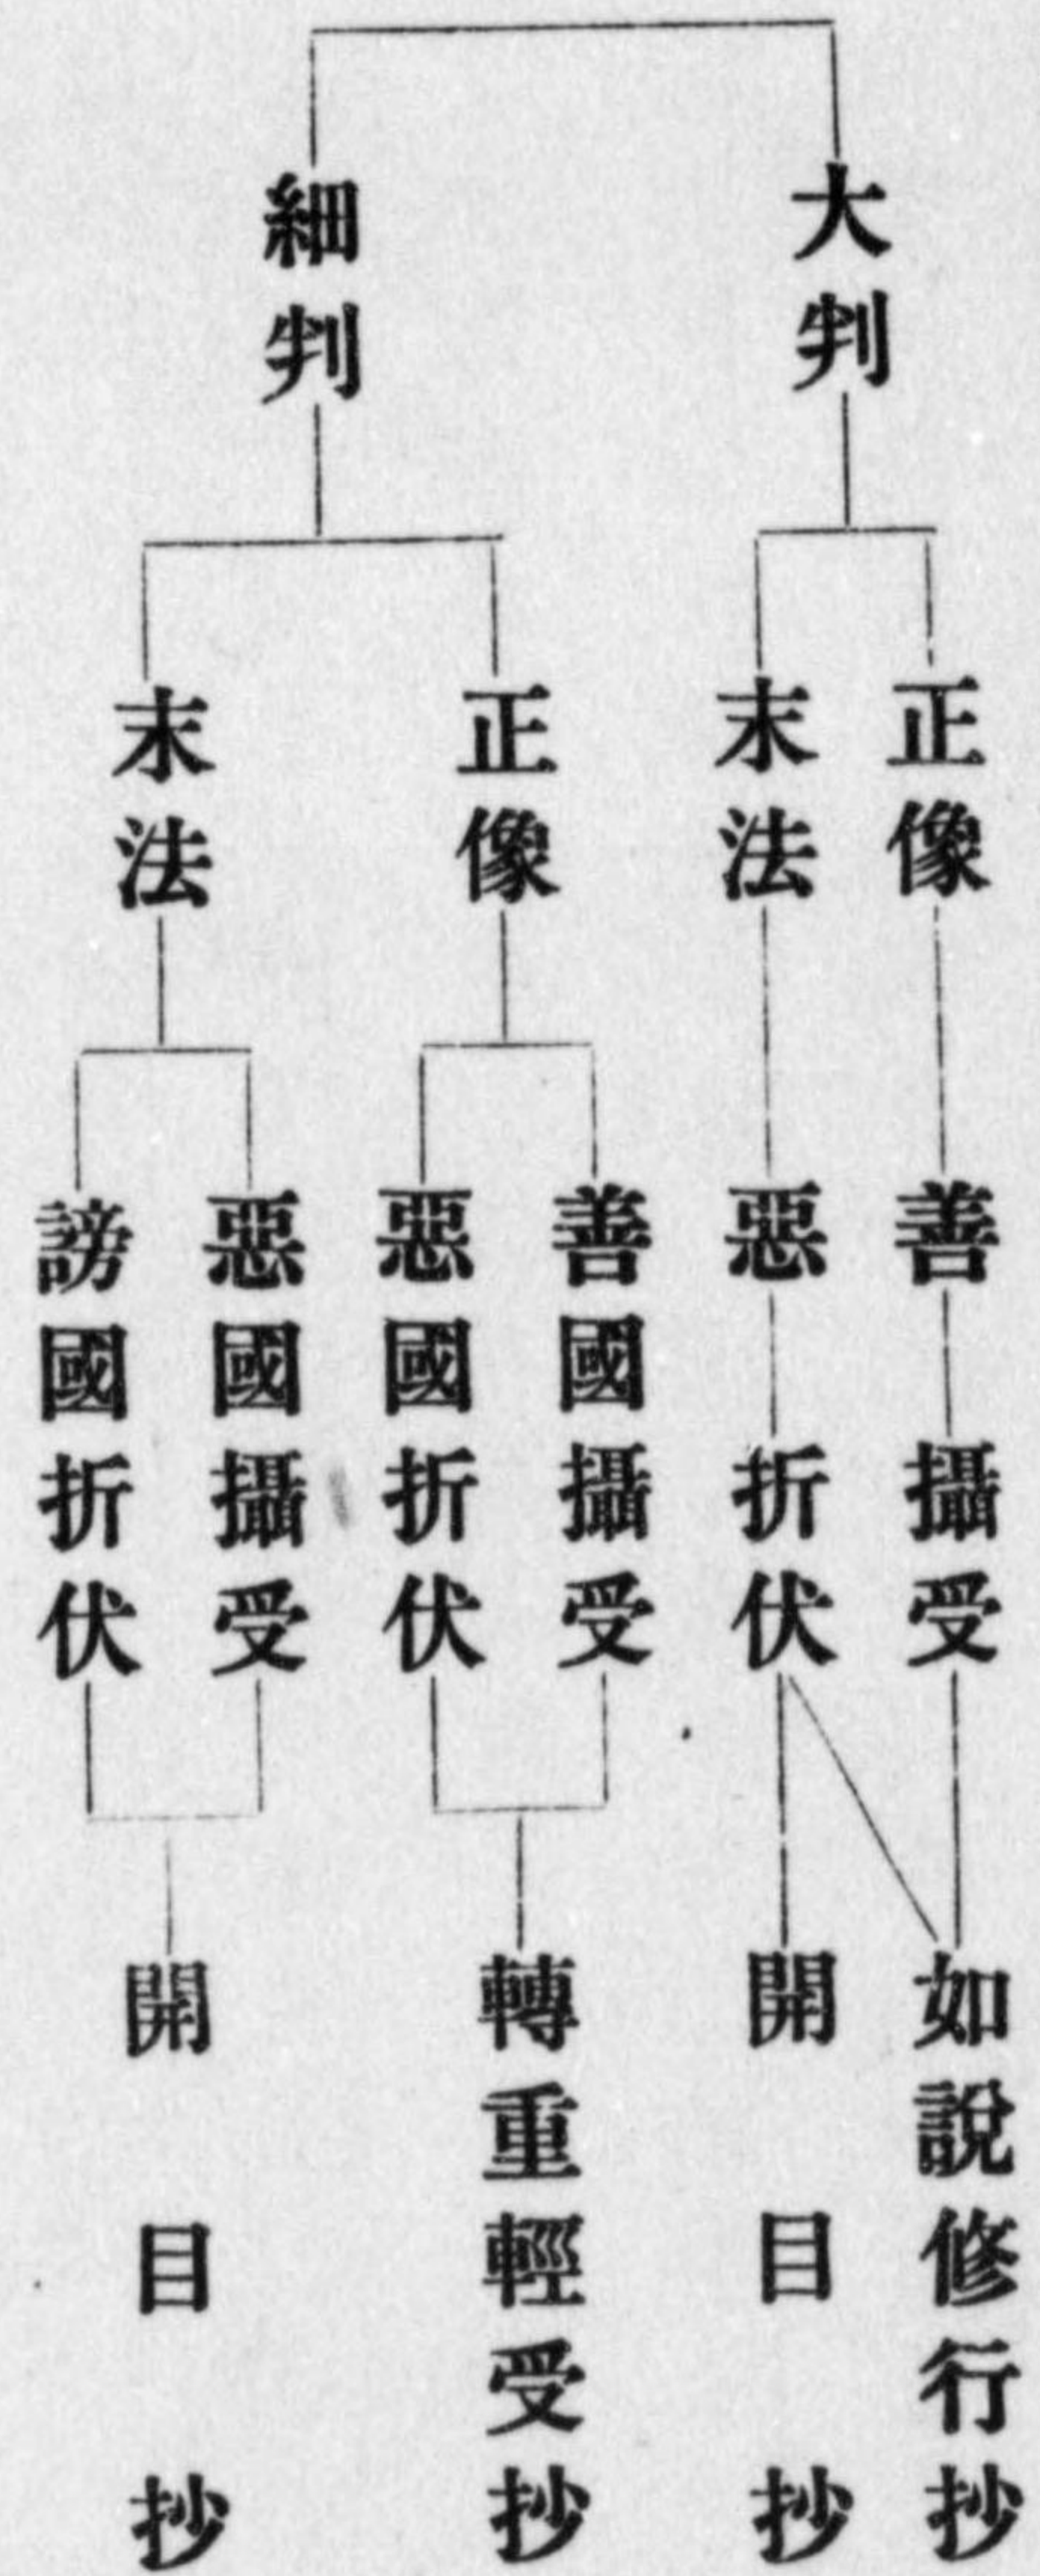 大判
正像
善
攝受
如說修行抄
末法
惡
折伏
開目抄
細判
正像
善國攝受
惡國折伏
轉重輕受抄
末法
惡國攝受
謗國折伏
開目抄